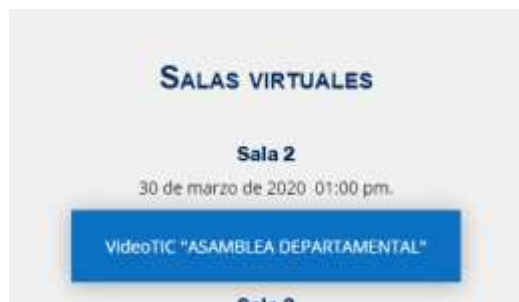 SALAS VIRTUALES
Sala 2
30 de marzo de 2020 01:00 pm.
VideoTIC "ASAMBLEA DEPARTAMENTAL"